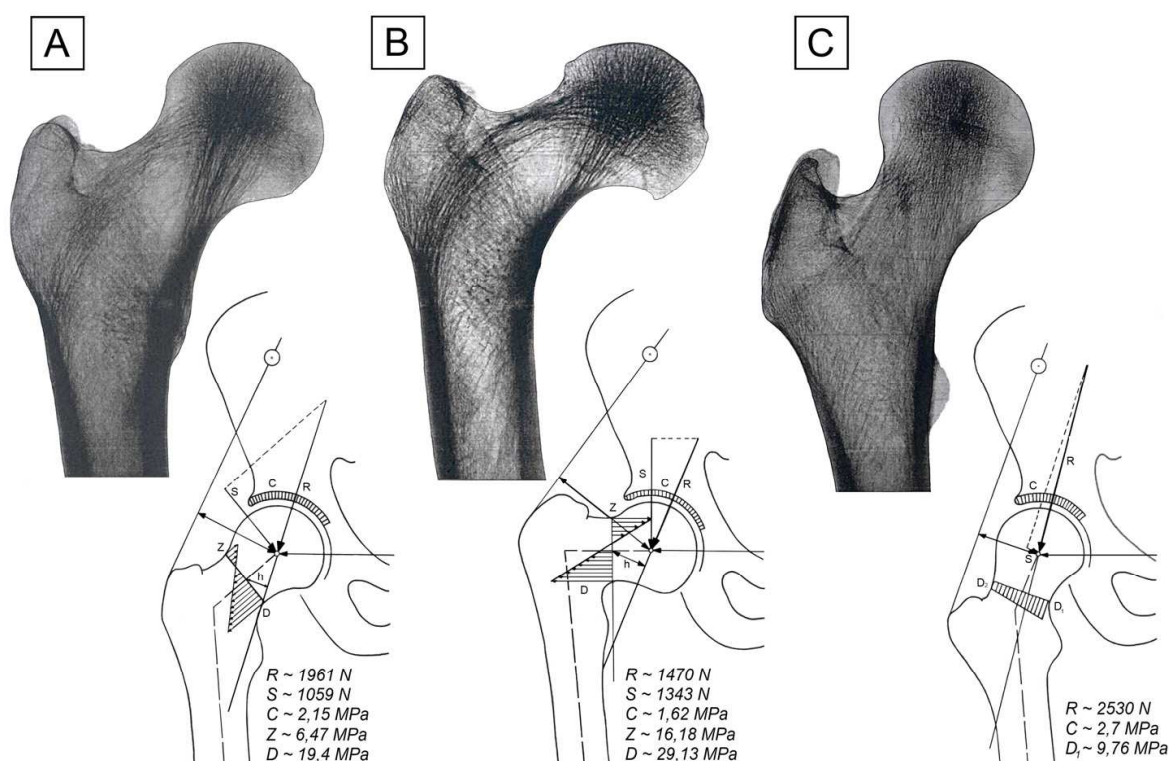 A
B
C
S
C
R
Z
h
D
R ~ 1961 N
S ~ 1059 N
C ~ 2,15 MPa
Z ~ 6,47 MPa
D ~ 19,4 MPa
S
C
R
Z
h
D
R ~ 1470 N
S ~ 1343 N
C ~ 1,62 MPa
Z ~ 16,18 MPa
D ~ 29,13 MPa
R
C
S
D₂
D₁
R ~ 2530 N
C ~ 2,7 MPa
D₁~ 9,76 MPa